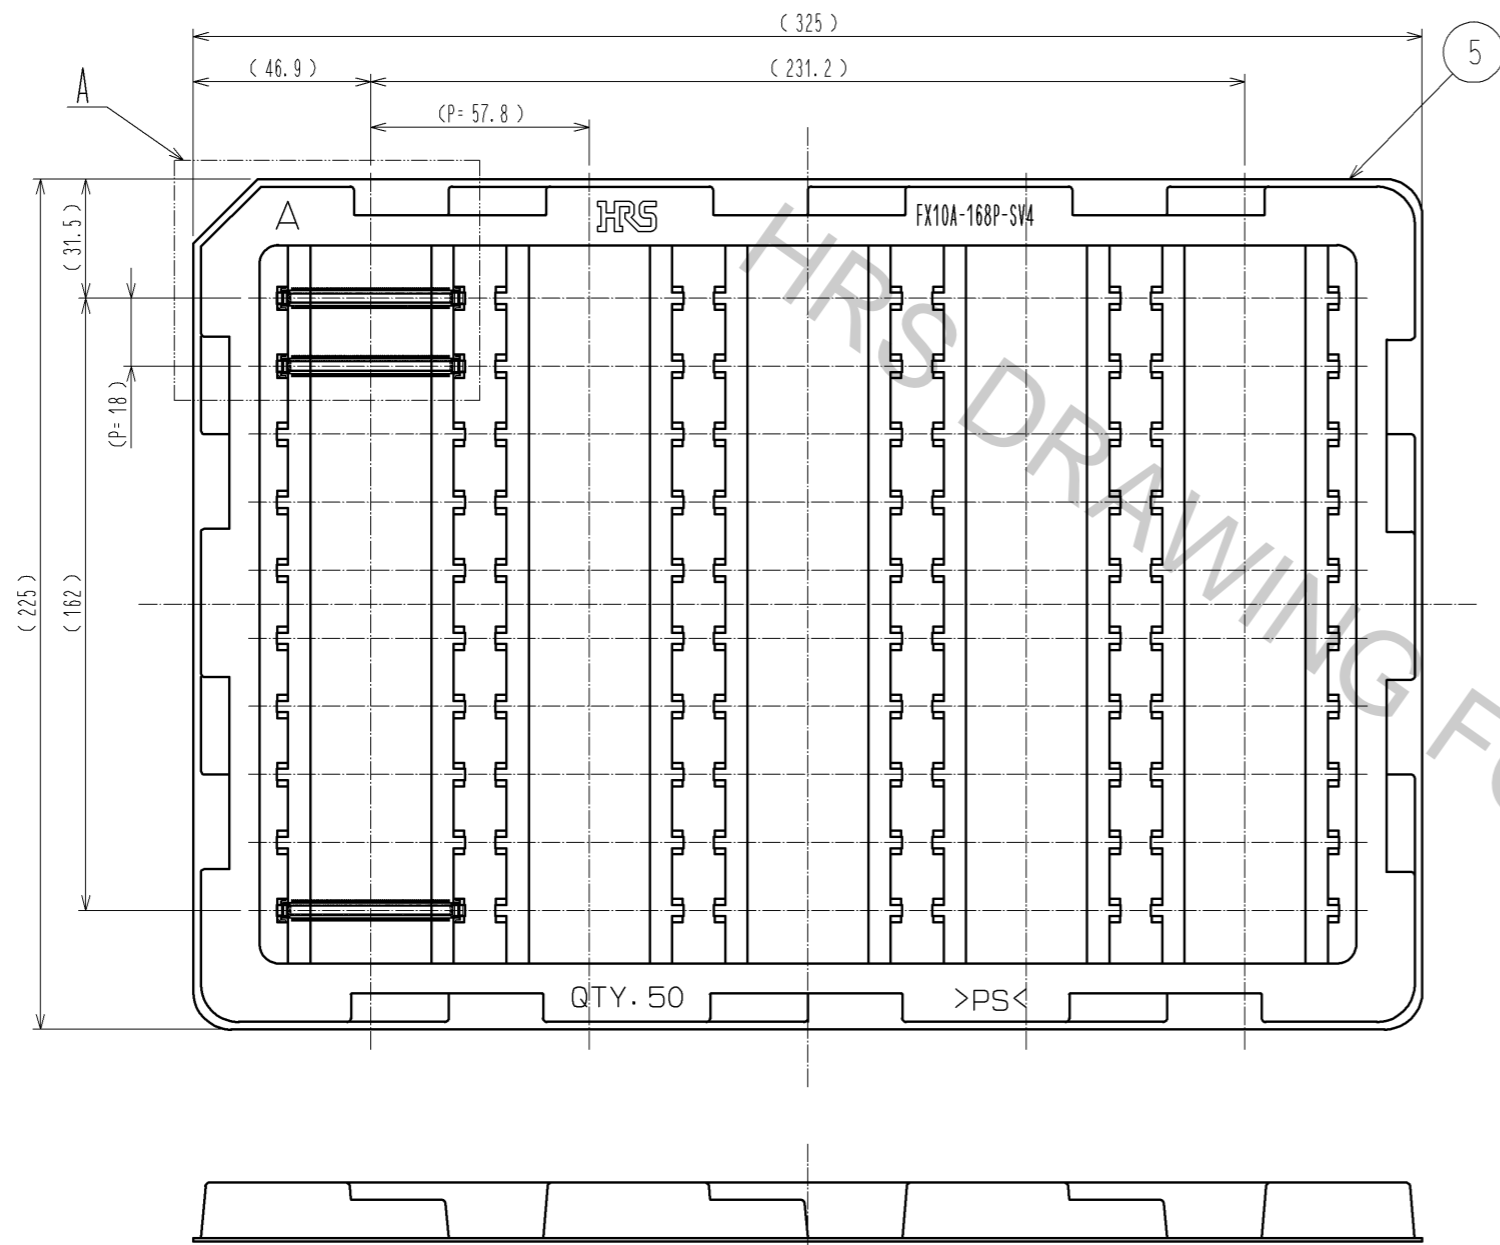 ( 325 )
( 46.9 )
( 231.2 )
5
A
(P= 57.8 )
A
HRS
FX10A-168P-SV4
( 31.5 )
(P= 18 )
( 225 )
( 162 )
HRS DRAWING FO
QTY. 50
>PS<